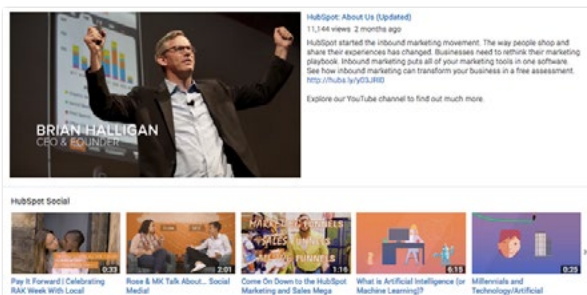 HubSpot: About Us (Updated)
11,144 views 2 months ago
HubSpot started the inbound marketing movement. The way people shop and
share their experiences has changed. Businesses need to rethink their marketing
playbook. Inbound marketing puts all of your marketing tools in one software.
See how inbound marketing can transform your business in a free assessment.
Explore our YouTube channel to find out much more.
BRIAN HALLIGAN
CEO & FOUNDER
HubSpot Social
0:33
2:01
MARKETING FUNNELS
SALES FUNNELS
FUNNELS
1:16
6:15
0:25
Pay It Forward | Celebrating
RAK Week With Local
Rose & MK Talk About... Social
Media!
Come On Down to the HubSpot
Marketing and Sales Mega
What is Artificial Intelligence (or
Machine Learning)?
Millennials and
Technology/Artificial